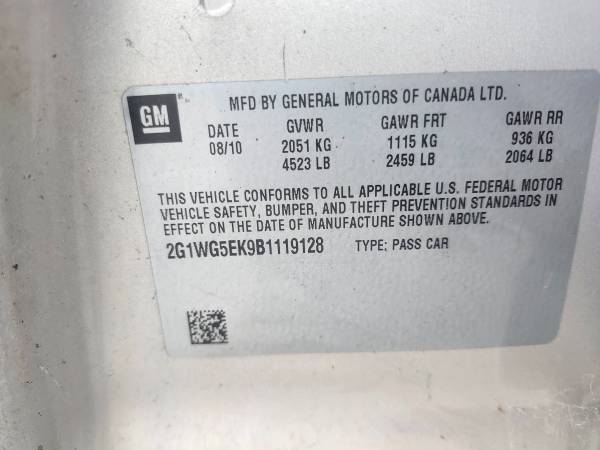 GM
MFD BY GENERAL MOTORS OF CANADA LTD.
DATE GVWR GAWR FRT GAWR RR
08/10 2051 KG 1115 KG 936 KG
4523 LB 2459 LB 2064 LB
THIS VEHICLE CONFORMS TO ALL APPLICABLE U.S. FEDERAL MOTOR
VEHICLE SAFETY, BUMPER, AND THEFT PREVENTION STANDARDS IN
EFFECT ON THE DATE OF MANUFACTURE SHOWN ABOVE.
2G1WG5EK9B1119128 TYPE: PASS CAR